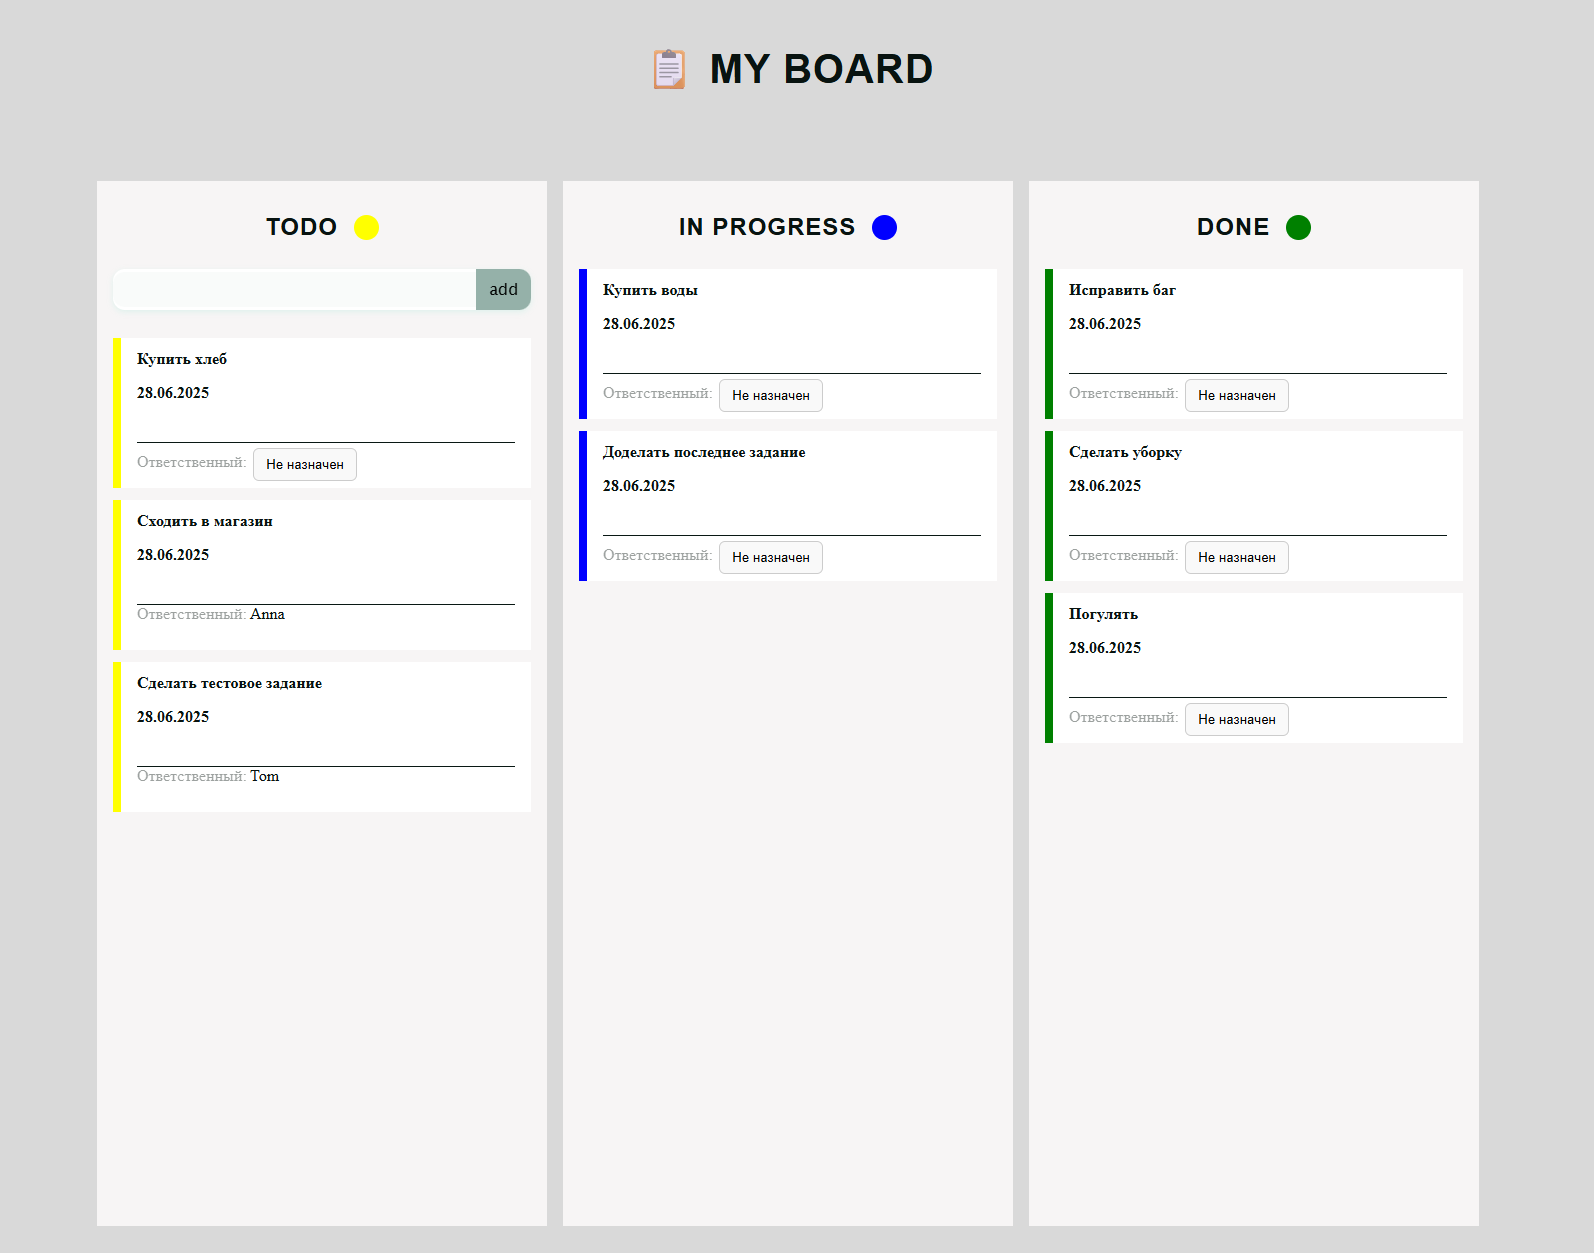 MY BOARD
TODO
add
Купить хлеб
28.06.2025
Ответственный: Не назначен
Сходить в магазин
28.06.2025
Ответственный: Anna
Сделать тестовое задание
28.06.2025
Ответственный: Tom
IN PROGRESS
Купить воды
28.06.2025
Ответственный: Не назначен
Доделать последнее задание
28.06.2025
Ответственный: Не назначен
DONE
Исправить баг
28.06.2025
Ответственный: Не назначен
Сделать уборку
28.06.2025
Ответственный: Не назначен
Погулять
28.06.2025
Ответственный: Не назначен